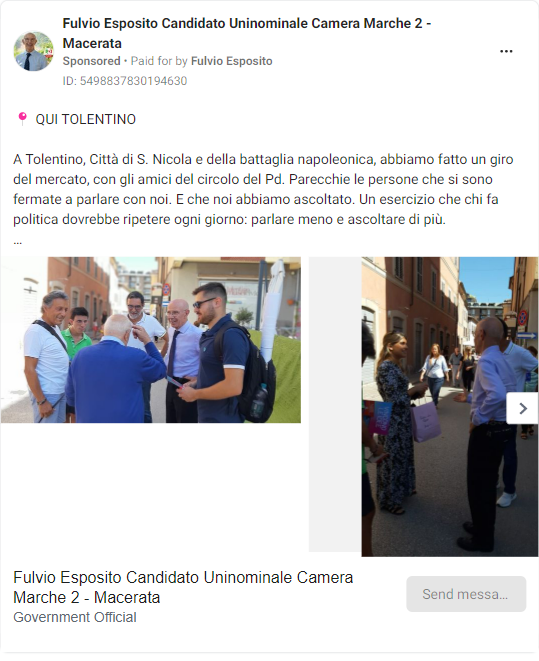 Fulvio Esposito Candidato Uninominale Camera Marche 2 -
Macerata
Sponsored • Paid for by Fulvio Esposito
ID: 5498837830194630
QUI TOLENTINO
A Tolentino, Città di S. Nicola e della battaglia napoleonica, abbiamo fatto un giro
del mercato, con gli amici del circolo del Pd. Parecchie le persone che si sono
fermate a parlare con noi. E che noi abbiamo ascoltato. Un esercizio che chi fa
politica dovrebbe ripetere ogni giorno: parlare meno e ascoltare di più.
...
Fulvio Esposito Candidato Uninominale Camera
Marche 2 - Macerata
Government Official
Send messa...